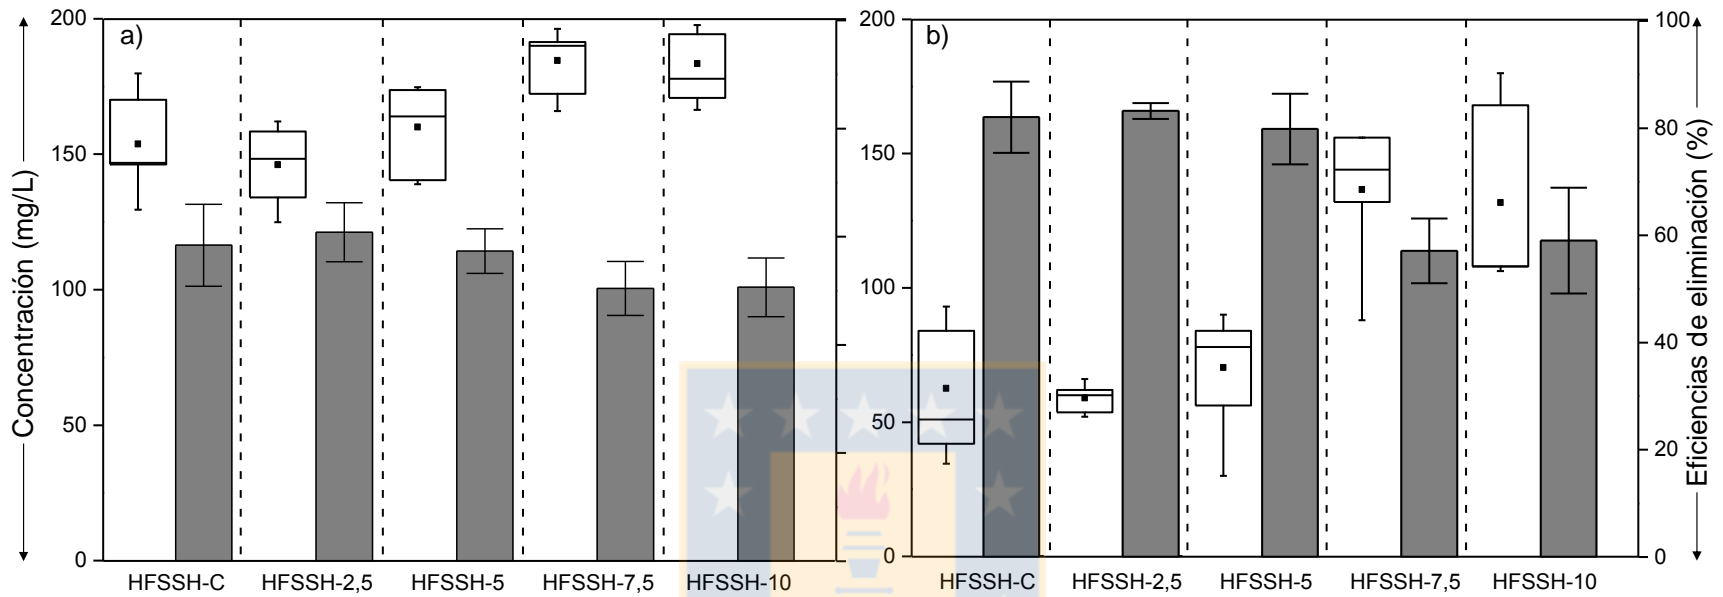 Concentración (mg/L)
200
150
100
50
0
a)
HFSSH-C
HFSSH-2,5
HFSSH-5
HFSSH-7,5
HFSSH-10
200
150
100
50
0
b)
HFSSH-C
HFSSH-2,5
HFSSH-5
HFSSH-7,5
HFSSH-10
100
80
60
40
20
0
Eficiencias de eliminación (%)